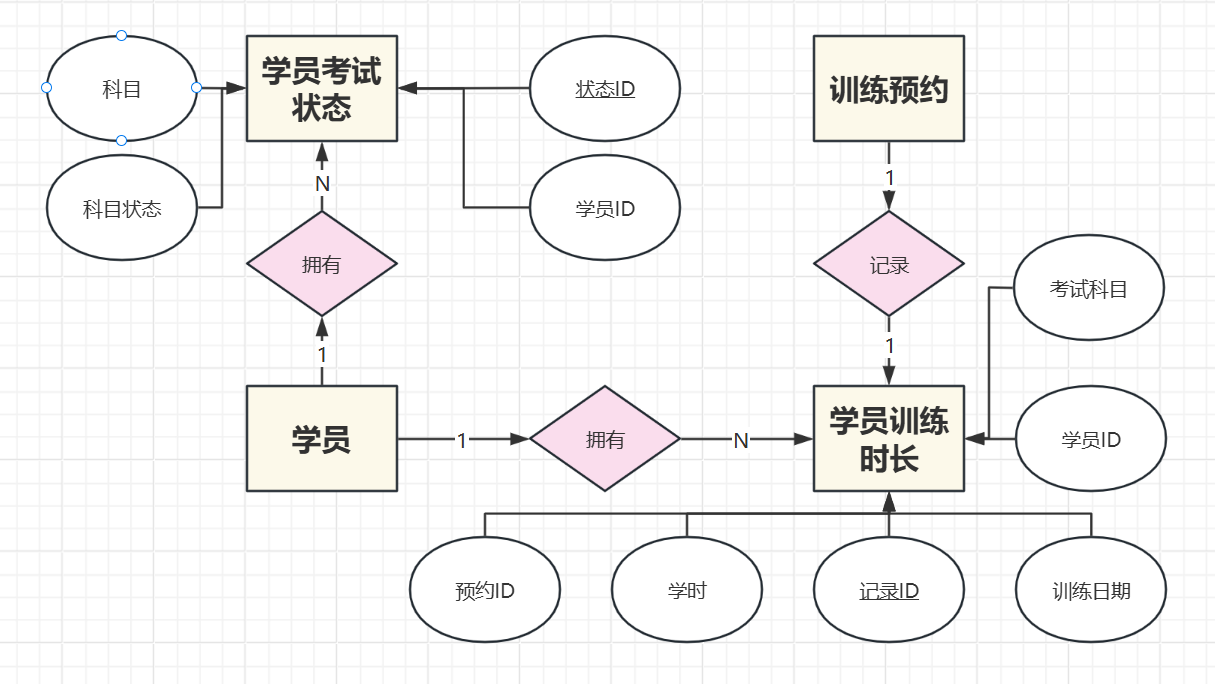 科目
学员考试
状态
状态ID
训练预约
科目状态
N
学员ID
1
拥有
记录
考试科目
1
1
学员
1
拥有
N
学员训练
时长
学员ID
预约ID
学时
记录ID
训练日期